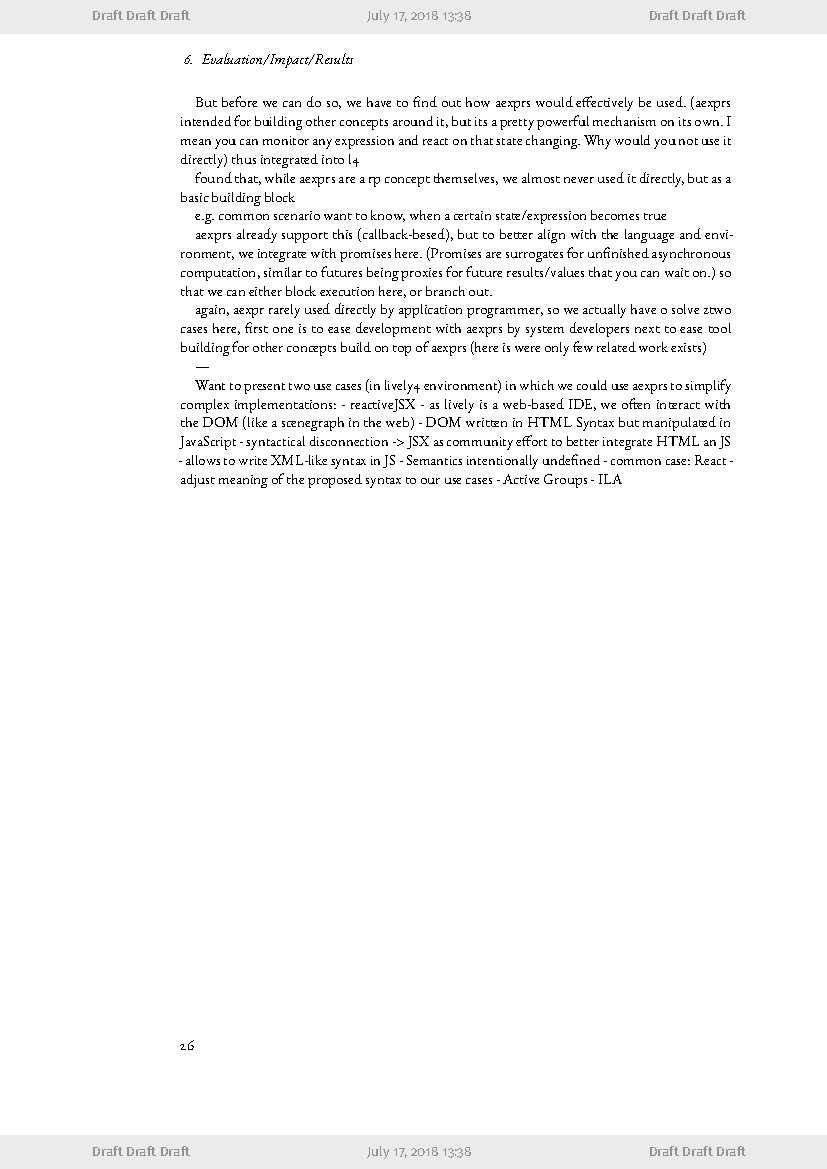 Draft Draft Draft July 17, 2018 13:38 Draft Draft Draft
6. Evaluation/Impact/Results
But before we can do so, we have to find out how aexprs would effectively be used. (aexprs
intended for building other concepts around it, but its a pretty powerful mechanism on its own. I
mean you can monitor any expression and react on that state changing. Why would you not use it
directly) thus integrated into l4
found that, while aexprs are a rp concept themselves, we almost never used it directly, but as a
basic building block
e.g. common scenario want to know, when a certain state/expression becomes true
aexprs already support this (callback-besed), but to better align with the language and envi-
ronment, we integrate with promises here. (Promises are surrogates for unfinished asynchronous
computation, similar to futures being proxies for future results/values that you can wait on.) so
that we can either block execution here, or branch out.
again, aexpr rarely used directly by application programmer, so we actually have o solve ztwo
cases here, first one is to ease development with aexprs by system developers next to ease tool
building for other concepts build on top of aexprs (here is were only few related work exists)
—
Want to present two use cases (in lively4 environment) in which we could use aexprs to simplify
complex implementations: - reactiveJSX - as lively is a web-based IDE, we often interact with
the DOM (like a scenegraph in the web) - DOM written in HTML Syntax but manipulated in
JavaScript - syntactical disconnection -> JSX as community effort to better integrate HTML an JS
- allows to write XML-like syntax in JS - Semantics intentionally undefined - common case: React -
adjust meaning of the proposed syntax to our use cases - Active Groups - ILA
26
Draft Draft Draft July 17, 2018 13:38 Draft Draft Draft